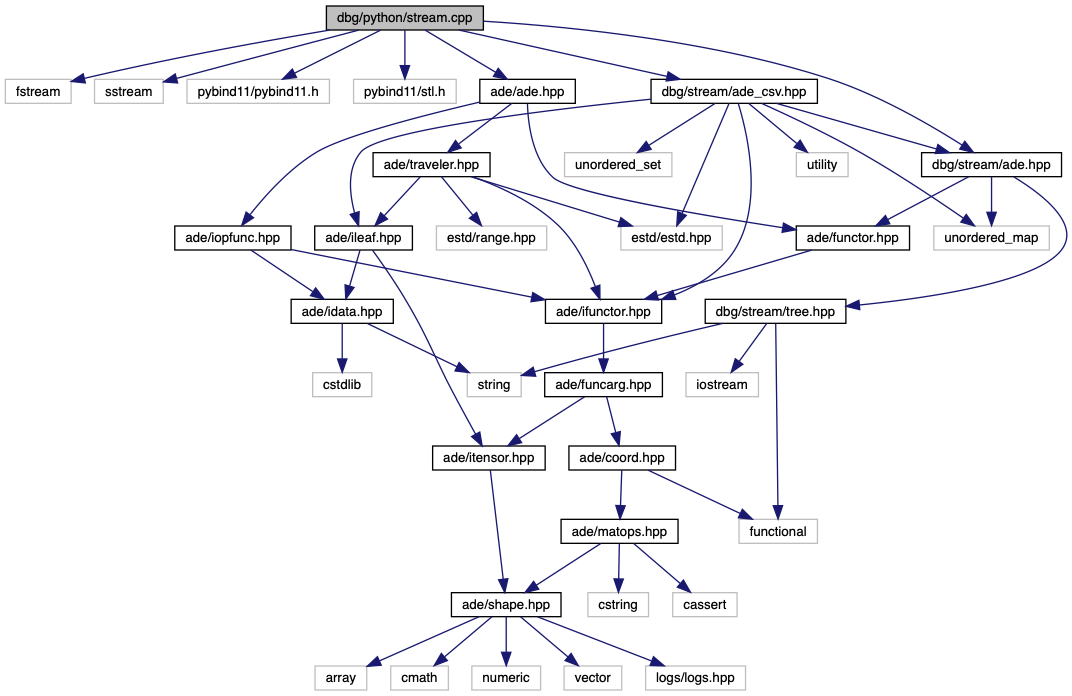 dbg/python/stream.cpp
fstream
sstream
pybind11/pybind11.h
pybind11/stl.h
ade/ade.hpp
dbg/stream/ade_csv.hpp
ade/traveler.hpp
unordered_set
utility
dbg/stream/ade.hpp
ade/iopfunc.hpp
ade/ileaf.hpp
estd/range.hpp
estd/estd.hpp
ade/functor.hpp
unordered_map
ade/idata.hpp
ade/ifunctor.hpp
dbg/stream/tree.hpp
cstdlib
string
ade/funcarg.hpp
iostream
ade/itensor.hpp
ade/coord.hpp
ade/matops.hpp
functional
ade/shape.hpp
cstring
cassert
array
cmath
numeric
vector
logs/logs.hpp